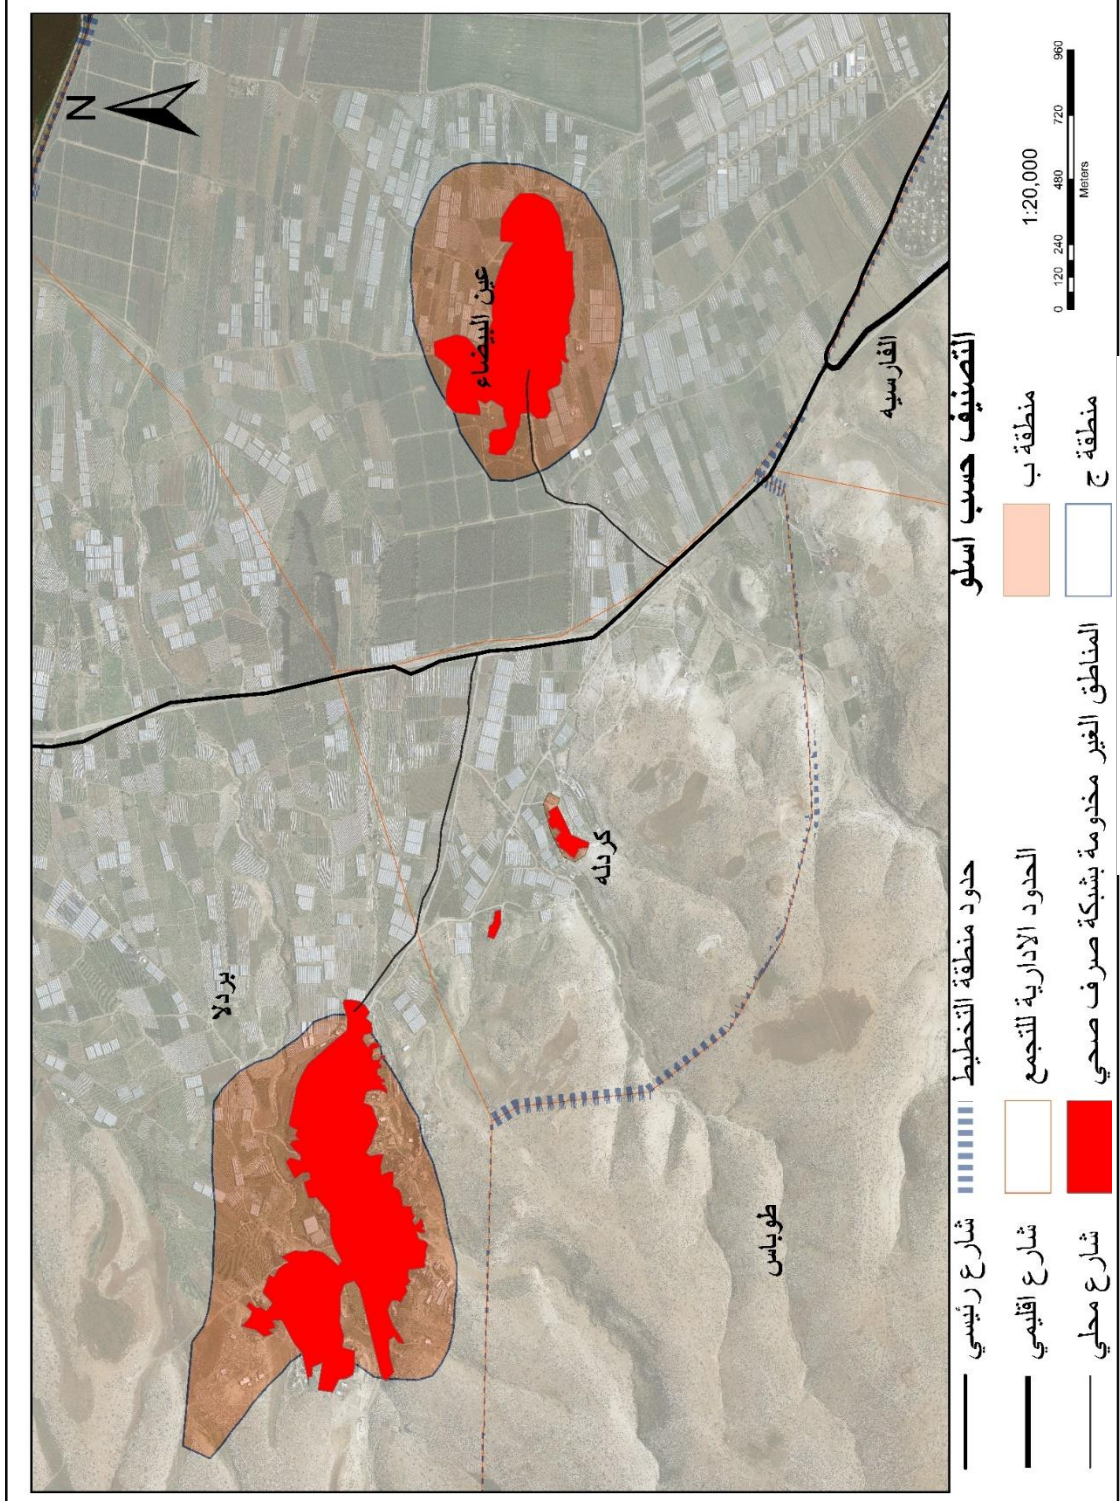 N
بردلا
عين البيضاء
كردله
طوباس
الفارسيه
التصنيف حسب اسلو
منطقة ب
منطقة ج
حدود منطقة التخطيط
الحدود الادارية للتجمع
المناطق الغير مخدومة بشبكة صرف صحي
شارع رئيسي
شارع اقليمي
شارع محلي
1:20,000
0 120 240 480 720 960
Meters